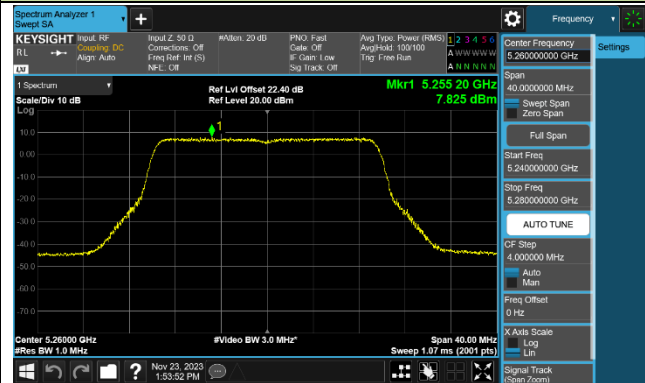 Spectrum Analyzer 1
Swept SA
Frequency
KEYSIGHT
RL
LXI
Input: RF
Coupling: DC
Align: Auto
Input Z: 50 Ω
Corrections: Off
Freq Ref: Int (S)
NFE: Off
#Atten: 20 dB
PNO: Fast
Gate: Off
IF Gain: Low
Sig Track: Off
Avg Type: Power (RMS)
Avg|Hold: 100/100
Trig: Free Run
1 2 3 4 5 6
A W W W W W
A N N N N N
Center Frequency
5.260000000 GHz
Settings
Span
40.0000000 MHz
Swept Span
Zero Span
Full Span
Start Freq
5.240000000 GHz
Stop Freq
5.280000000 GHz
AUTO TUNE
CF Step
4.000000 MHz
Auto
Man
Freq Offset
0 Hz
X Axis Scale
Log
Lin
Signal Track
(Span Zoom)
1 Spectrum
Scale/Div 10 dB
Log
Ref Lvl Offset 22.40 dB
Ref Level 20.00 dBm
Mkr1 5.255 20 GHz
7.825 dBm
1
10.0
0.00
-10.0
-20.0
-30.0
-40.0
-50.0
-60.0
-70.0
Center 5.26000 GHz
#Res BW 1.0 MHz
#Video BW 3.0 MHz*
Span 40.00 MHz
Sweep 1.07 ms (2001 pts)
Nov 23, 2023
1:53:52 PM